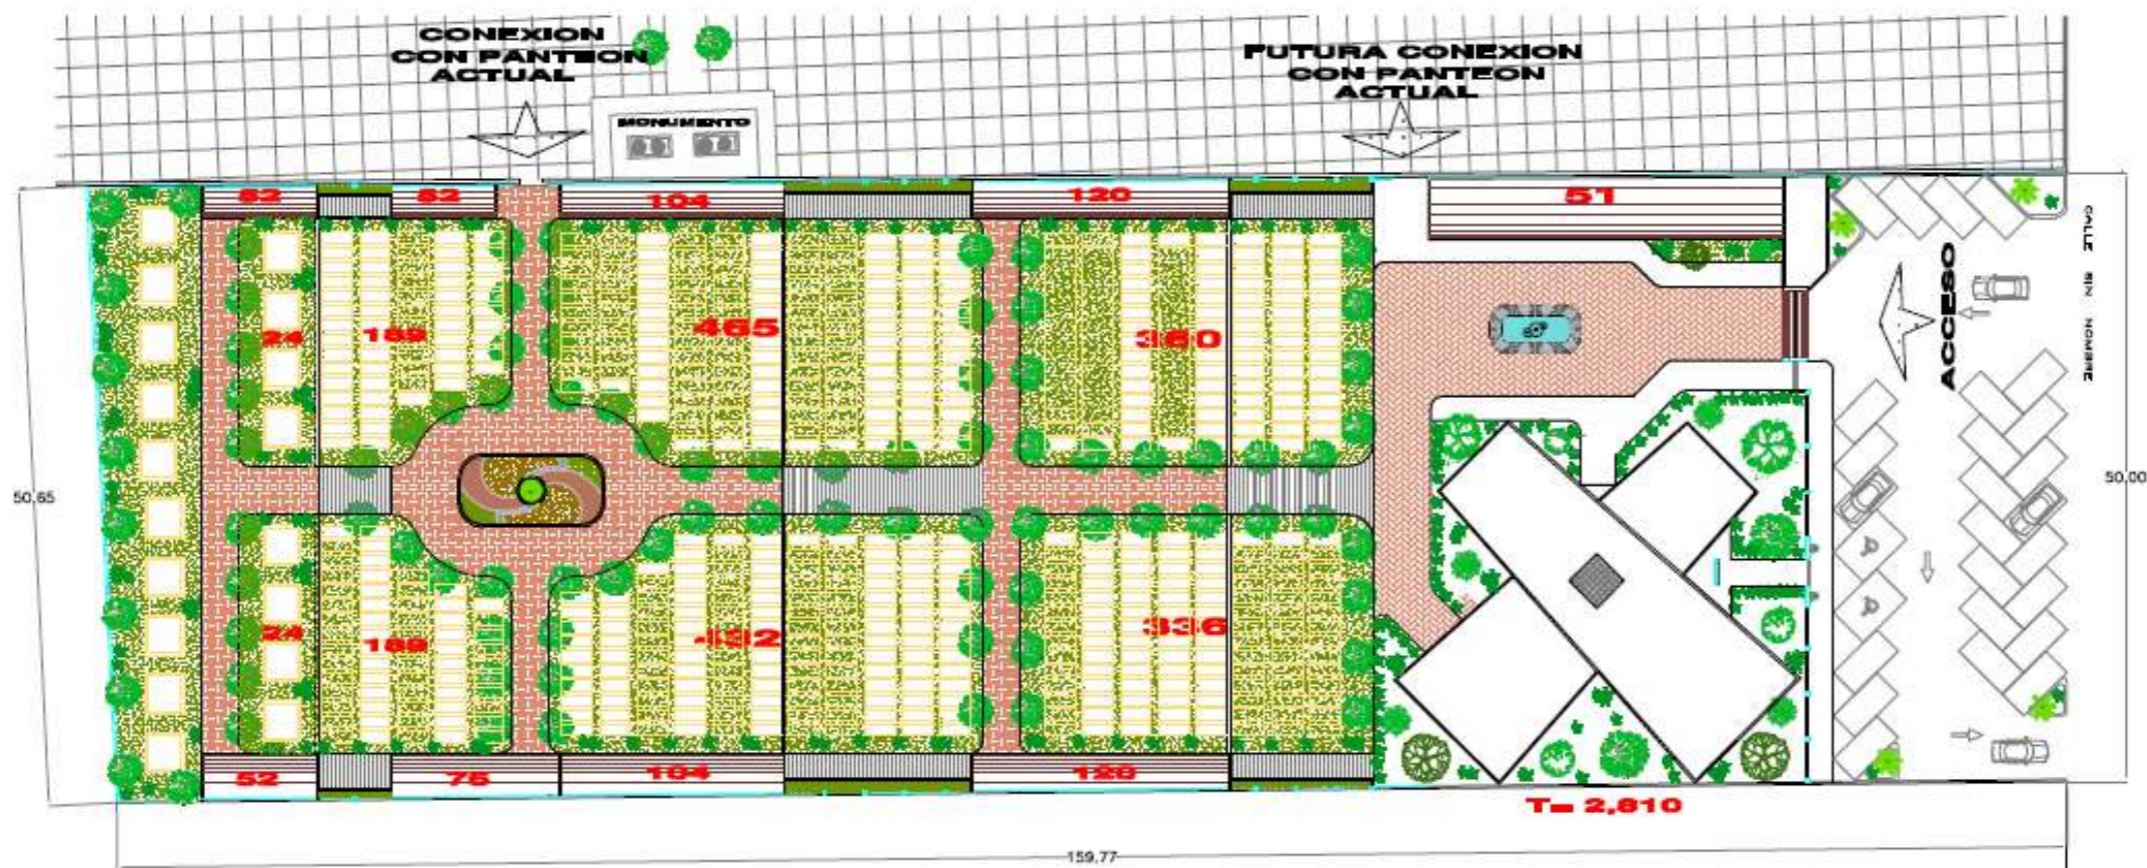 CONEXION
CON PANTEON
ACTUAL
FUTURA CONEXION
CON PANTEON
ACTUAL
MONUMENTO
52
52
104
120
51
CALLE SIN NOMBRE
ACCESO
24
189
465
360
50.65
50.00
24
189
432
336
52
75
104
120
T= 2,810
159.77